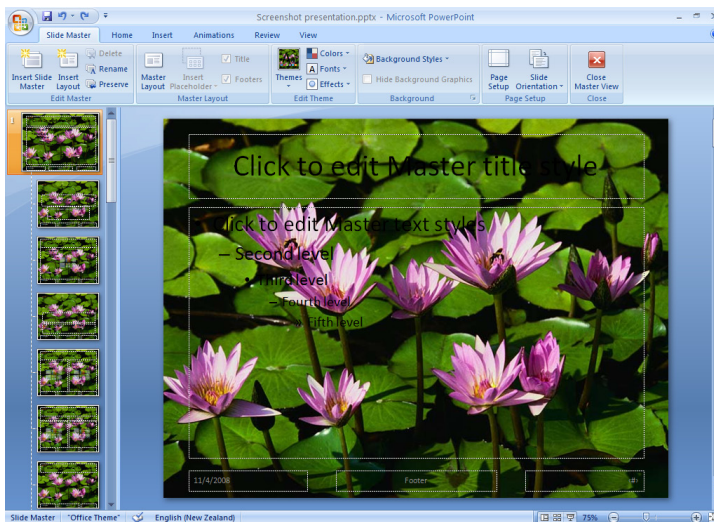 Screenshot presentation.pptx - Microsoft PowerPoint
Slide Master Home Insert Animations Review View
Insert Slide Master
Insert Layout
Delete
Rename
Preserve
Edit Master
Master Layout
Insert Placeholder
Title
Footers
Master Layout
Themes
Colors
Fonts
Effects
Edit Theme
Background Styles
Hide Background Graphics
Background
Page Setup
Slide Orientation
Page Setup
Close Master View
Close
1
Click to edit Master title style
Click to edit Master text styles
– Second level
• Third level
– Fourth level
» Fifth level
11/4/2008
Footer
‹#›
Slide Master "Office Theme" English (New Zealand) 75%